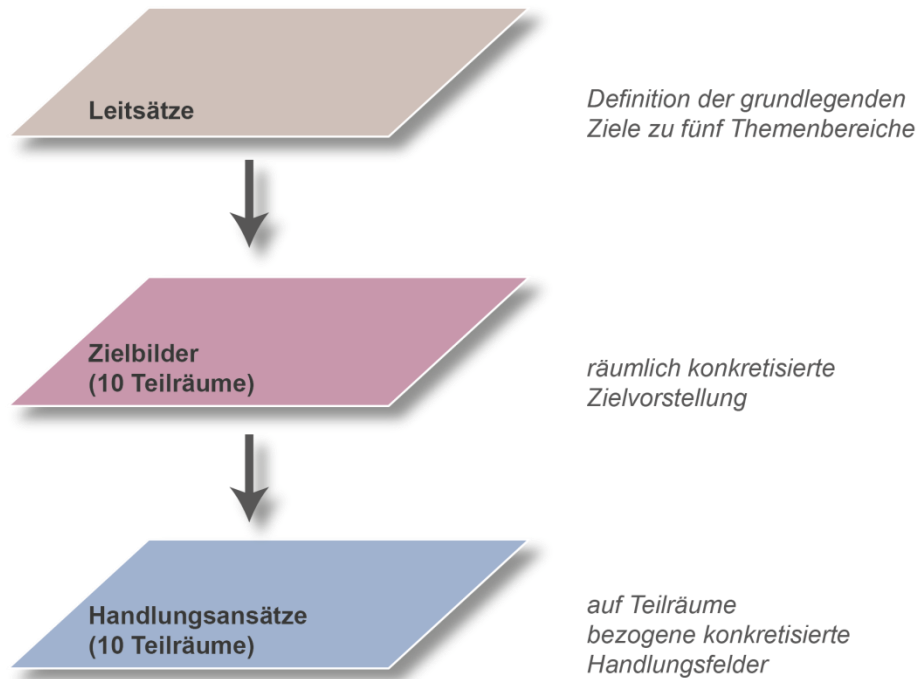 Leitsätze
Definition der grundlegenden
Ziele zu fünf Themenbereiche
Zielbilder
(10 Teilräume)
räumlich konkretisierte
Zielvorstellung
Handlungsansätze
(10 Teilräume)
auf Teilräume
bezogene konkretisierte
Handlungsfelder